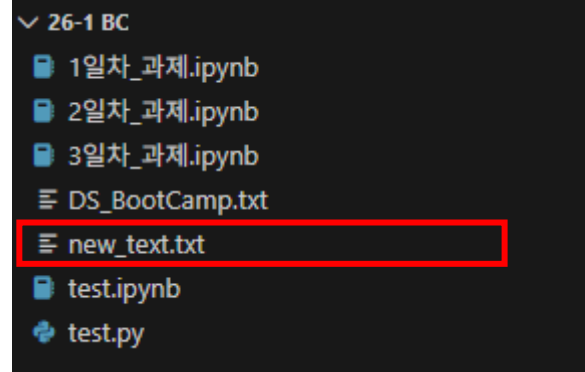 26-1 BC
1일차_과제.ipynb
2일차_과제.ipynb
3일차_과제.ipynb
DS_BootCamp.txt
new_text.txt
test.ipynb
test.py